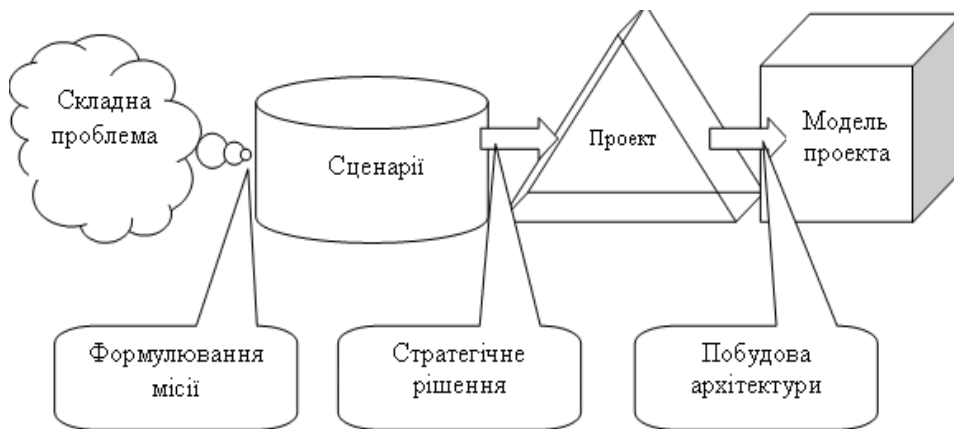 Складна
проблема
Сценарії
Проект
Модель
проекта
Формулювання
місії
Стратегічне
рішення
Побудова
архітектури